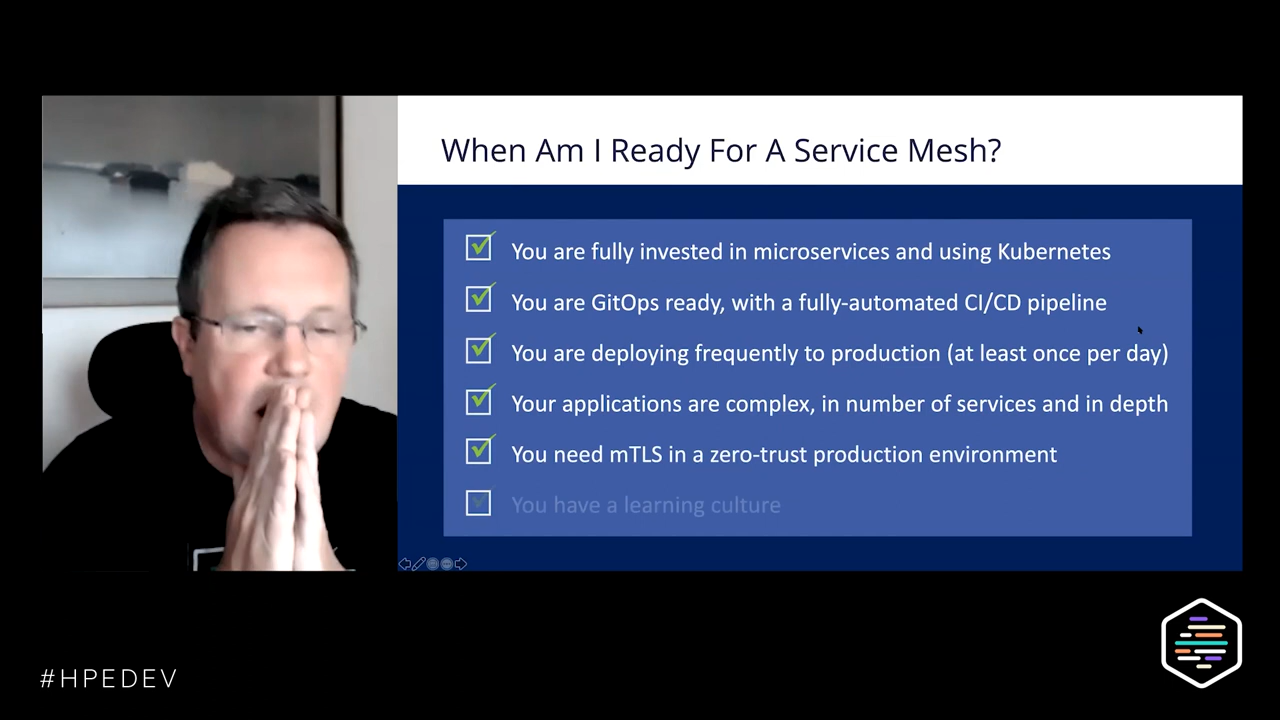 When Am I Ready For A Service Mesh?
You are fully invested in microservices and using Kubernetes
You are GitOps ready, with a fully-automated CI/CD pipeline
You are deploying frequently to production (at least once per day)
Your applications are complex, in number of services and in depth
You need mTLS in a zero-trust production environment
You have a learning culture
#HPEDEV